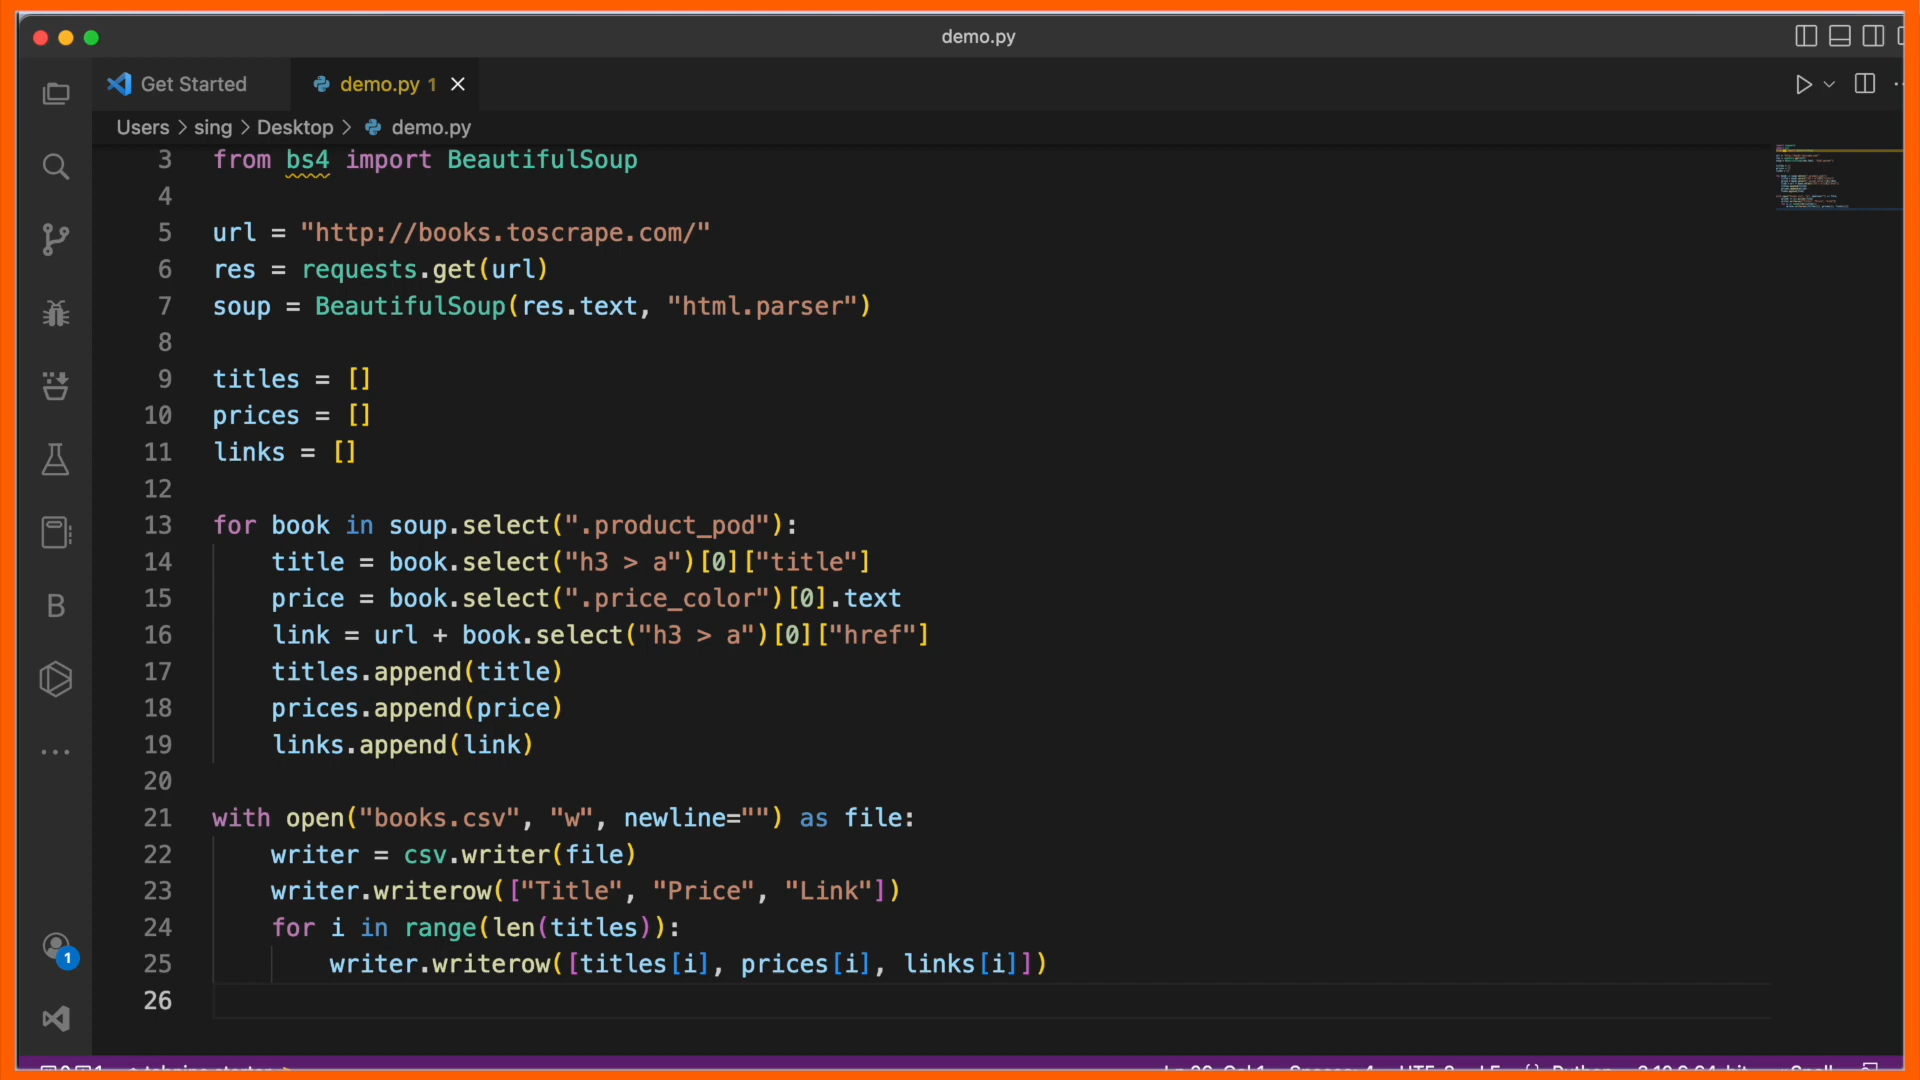 demo.py
Get Started
demo.py 1
Users > sing > Desktop > demo.py
3 from bs4 import BeautifulSoup
4
5 url = "http://books.toscrape.com/"
6 res = requests.get(url)
7 soup = BeautifulSoup(res.text, "html.parser")
8
9 titles = []
10 prices = []
11 links = []
12
13 for book in soup.select(".product_pod"):
14     title = book.select("h3 > a")[0]["title"]
15     price = book.select(".price_color")[0].text
16     link = url + book.select("h3 > a")[0]["href"]
17     titles.append(title)
18     prices.append(price)
19     links.append(link)
20
21 with open("books.csv", "w", newline="") as file:
22     writer = csv.writer(file)
23     writer.writerow(["Title", "Price", "Link"])
24     for i in range(len(titles)):
25         writer.writerow([titles[i], prices[i], links[i]])
26
B
1